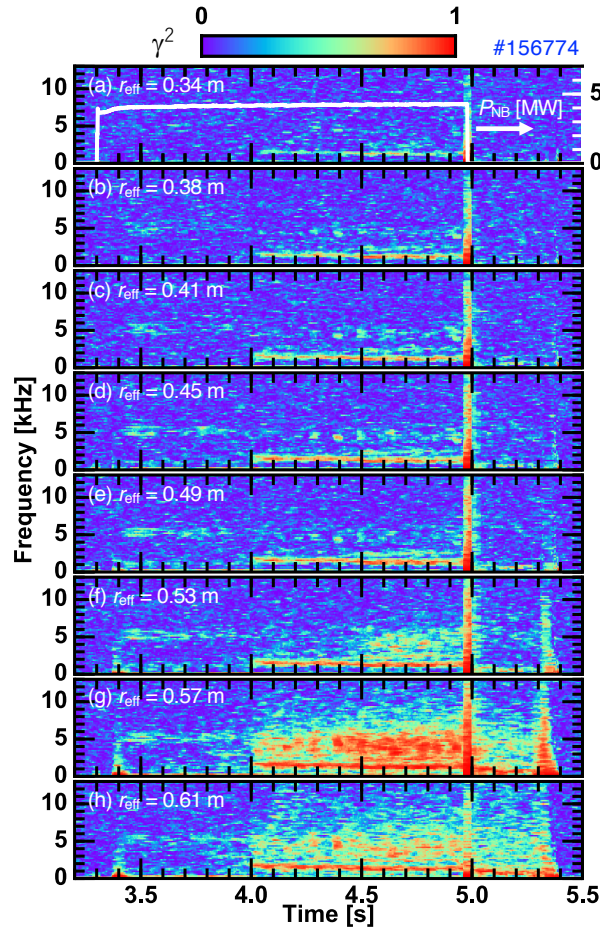 0 1
γ² #156774
(a) r_eff = 0.34 m
P_NB [MW]
10
5
0
5
0
(b) r_eff = 0.38 m
10
5
0
(c) r_eff = 0.41 m
10
5
0
(d) r_eff = 0.45 m
10
5
0
(e) r_eff = 0.49 m
10
5
0
(f) r_eff = 0.53 m
10
5
0
(g) r_eff = 0.57 m
10
5
0
(h) r_eff = 0.61 m
10
5
0
Frequency [kHz]
3.5 4.0 4.5 5.0 5.5
Time [s]